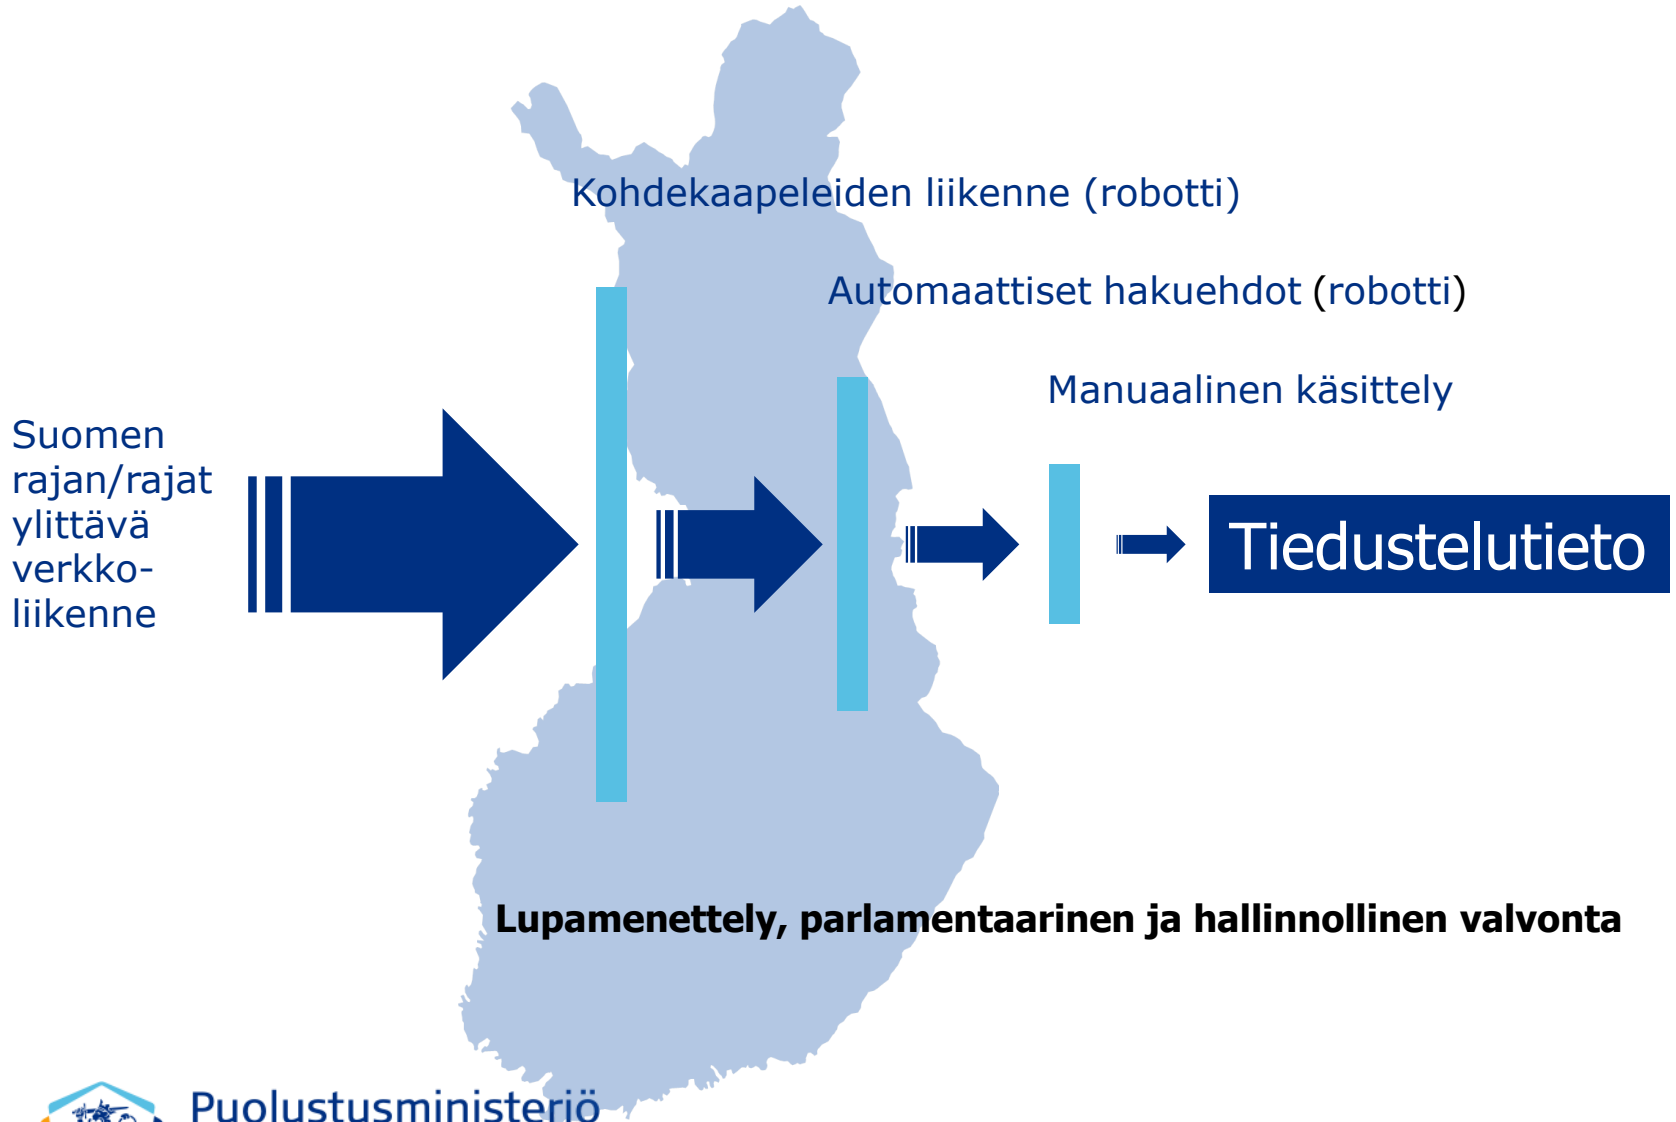 Kohdekaapeleiden liikenne (robotti)
Automaattiset hakuehdot (robotti)
Manuaalinen käsittely
Suomen
rajan/rajat
ylittävä
verkko-
liikenne
Tiedustelutieto
Lupamenettely, parlamentaarinen ja hallinnollinen valvonta
Puolustusministeriö